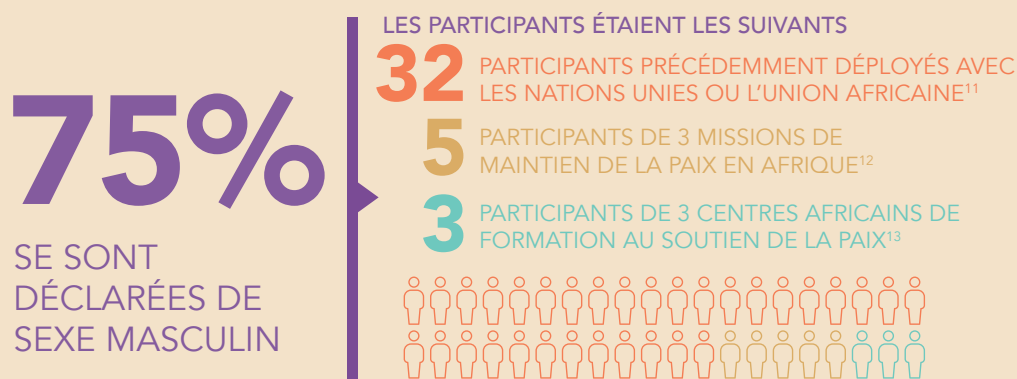 75%
SE SONT
DÉCLARÉES DE
SEXE MASCULIN
LES PARTICIPANTS ÉTAIENT LES SUIVANTS
32 PARTICIPANTS PRÉCÉDEMMENT DÉPLOYÉS AVEC
LES NATIONS UNIES OU L'UNION AFRICAINE¹¹
5 PARTICIPANTS DE 3 MISSIONS DE
MAINTIEN DE LA PAIX EN AFRIQUE¹²
3 PARTICIPANTS DE 3 CENTRES AFRICAINS DE
FORMATION AU SOUTIEN DE LA PAIX¹³